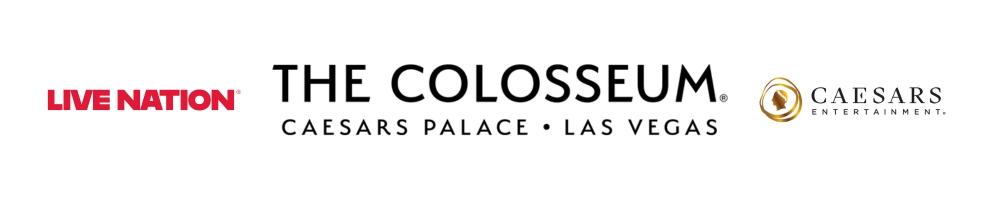 LIVE NATION®
THE COLOSSEUM®
CAESARS PALACE • LAS VEGAS
CAESARS
ENTERTAINMENT®